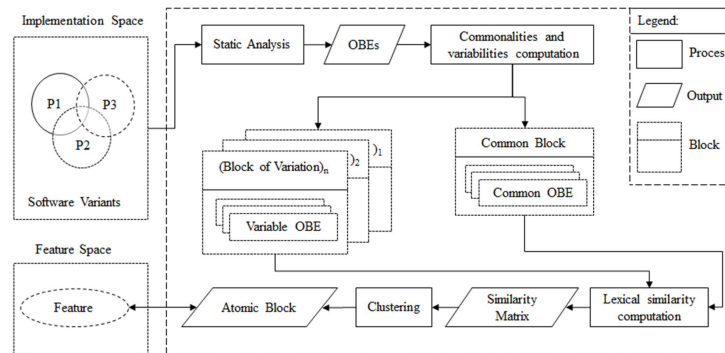 Implementation Space
P1
P3
P2
Software Variants
Static Analysis
OBEs
Commonalities and
variabilities computation
Legend:
Proces
Output
Block
)1
)2
(Block of Variation)n
Variable OBE
Common Block
Common OBE
Feature Space
Feature
Atomic Block
Clustering
Similarity
Matrix
Lexical similarity
computation